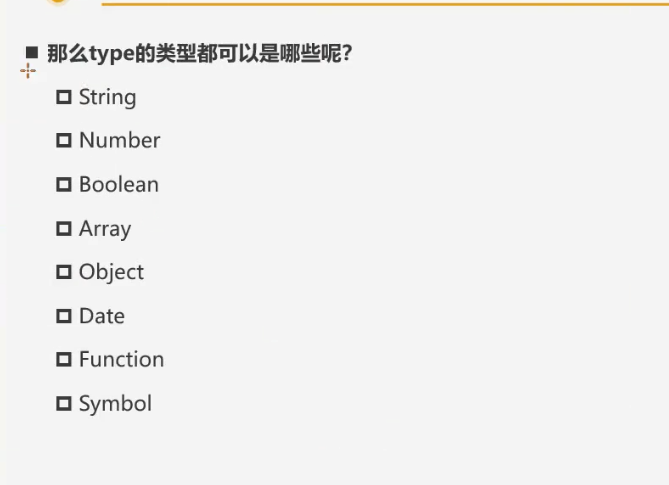 那么type的类型都可以是哪些呢?
String
Number
Boolean
Array
Object
Date
Function
Symbol